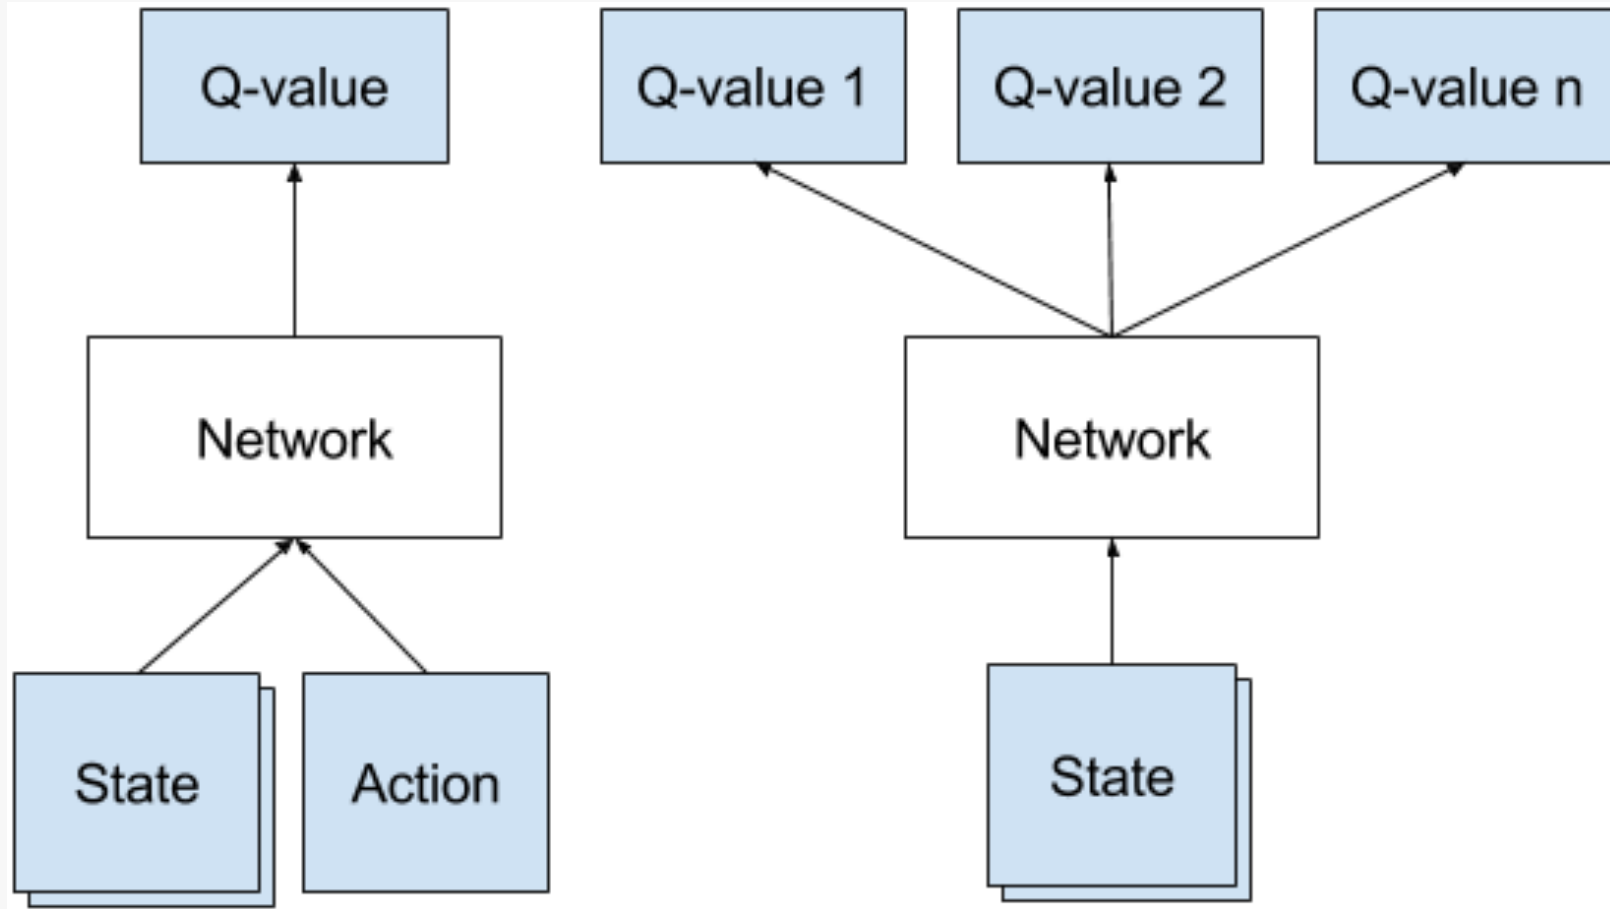 Q-value
Q-value 1
Q-value 2
Q-value n
Network
Network
State
Action
State